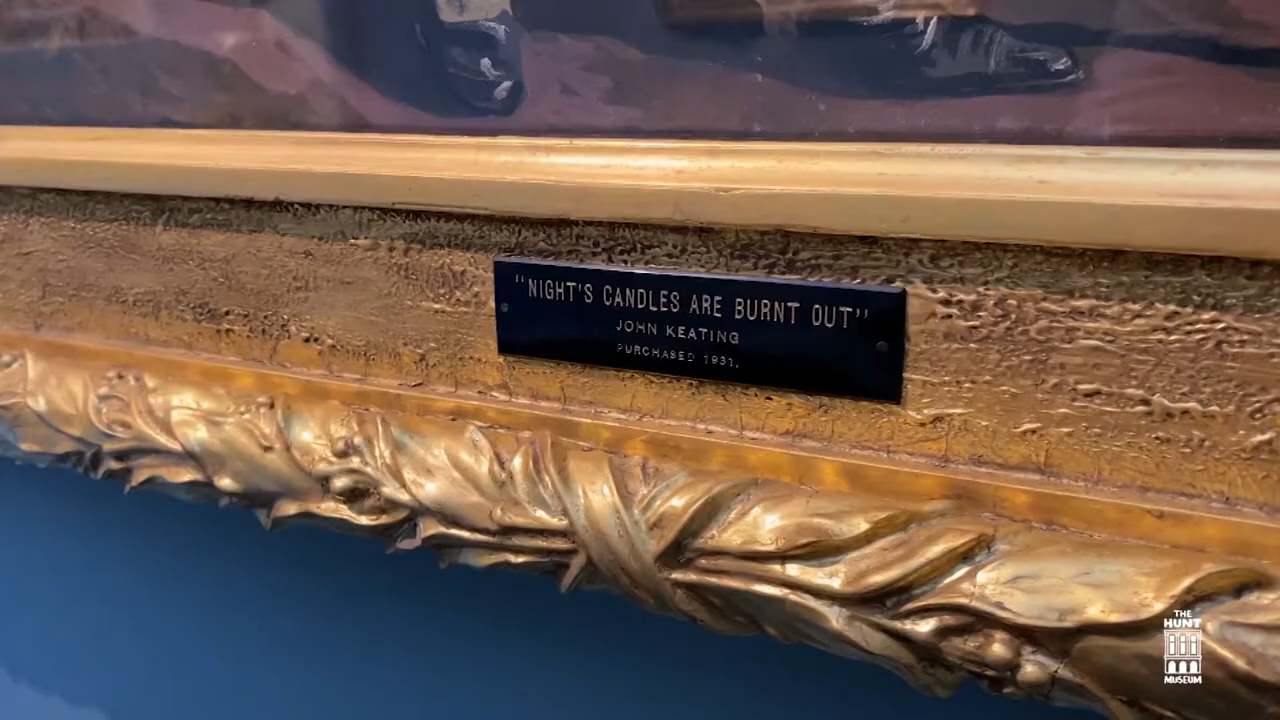 "NIGHT'S CANDLES ARE BURNT OUT"
JOHN KEATING
PURCHASED 1931.
THE
HUNT
MUSEUM